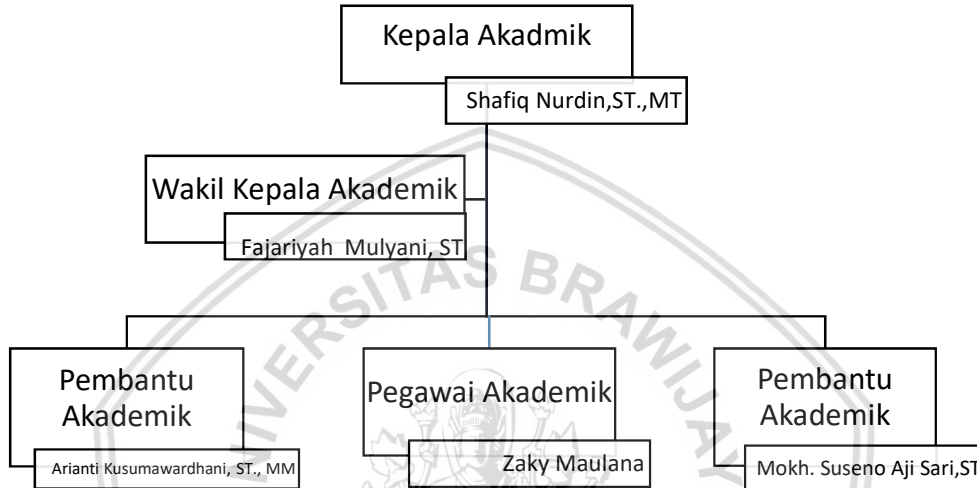 Kepala Akadmik
Shafiq Nurdin,ST.,MT
Wakil Kepala Akademik
Fajariyah Mulyani, ST
UNIVERSITAS BRAWIJAYA
Pembantu
Akademik
Arianti Kusumawardhani, ST., MM
Pegawai Akademik
Zaky Maulana
Pembantu
Akademik
Mokh. Suseno Aji Sari,ST